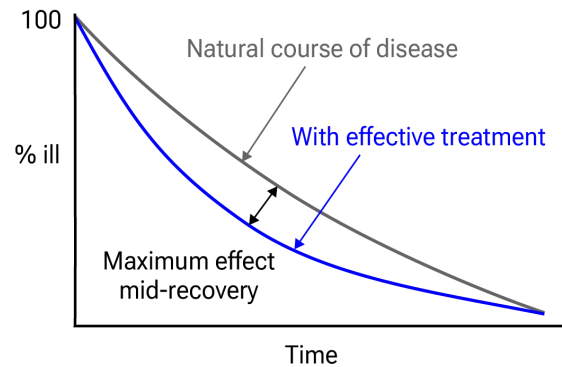 100
Natural course of disease
With effective treatment
% ill
Maximum effect
mid-recovery
Time